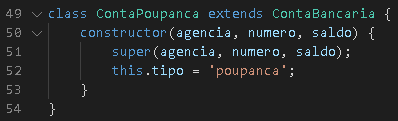 49 class ContaPoupanca extends ContaBancaria {
50 constructor(agencia, numero, saldo) {
51 super(agencia, numero, saldo);
52 this.tipo = 'poupanca';
53 }
54 }